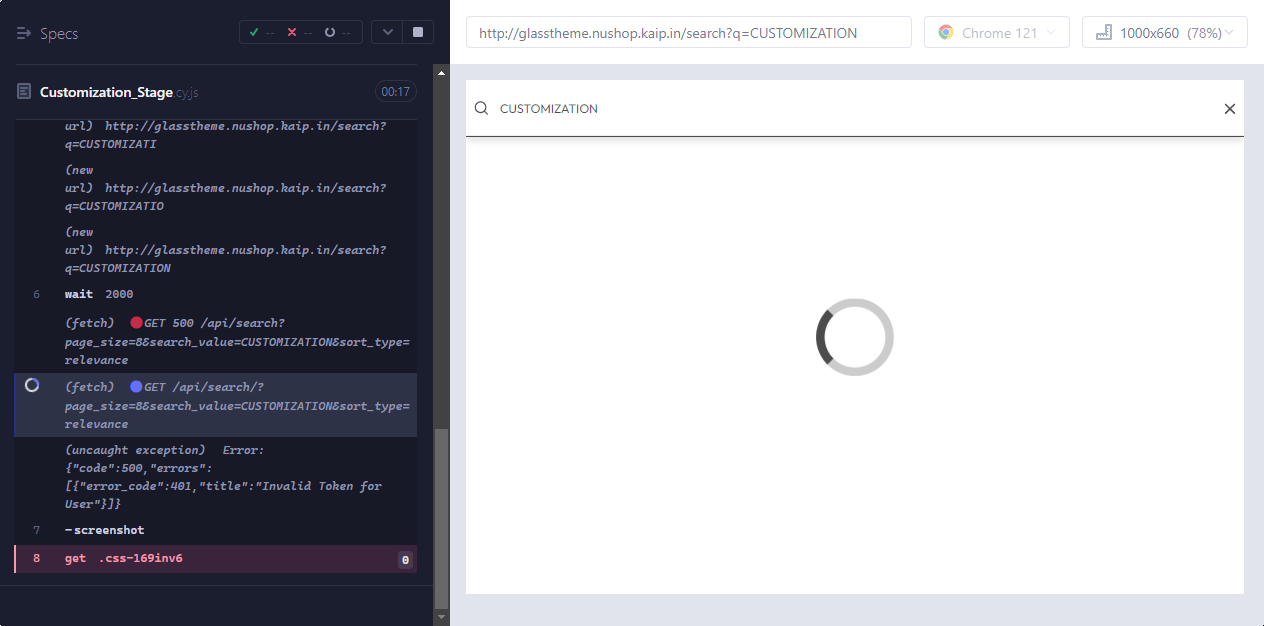 Specs
-- -- --
http://glasstheme.nushop.kaip.in/search?q=CUSTOMIZATION
Chrome 121
1000x660 (78%)
Customization_Stage.cy.js
00:17
url) http://glasstheme.nushop.kaip.in/search?
q=CUSTOMIZATI
(new
url) http://glasstheme.nushop.kaip.in/search?
q=CUSTOMIZATIO
(new
url) http://glasstheme.nushop.kaip.in/search?
q=CUSTOMIZATION
6 wait 2000
(fetch) GET 500 /api/search?
page_size=8&search_value=CUSTOMIZATION&sort_type=
relevance
(fetch) GET /api/search/?
page_size=8&search_value=CUSTOMIZATION&sort_type=
relevance
(uncaught exception) Error:
{"code":500,"errors":
[{"error_code":401,"title":"Invalid Token for
User"}]}
7 -screenshot
8 get .css-169inv6 0
CUSTOMIZATION